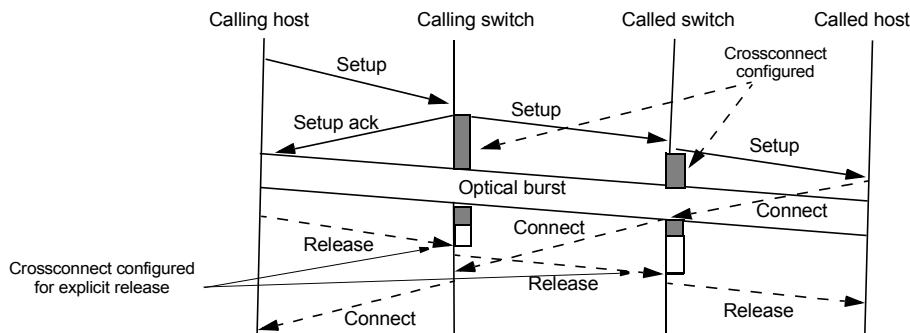 Calling host
Calling switch
Called switch
Called host
Crossconnect
configured
Setup
Setup
Setup ack
Setup
Optical burst
Connect
Connect
Release
Crossconnect configured
for explicit release
Release
Release
Connect